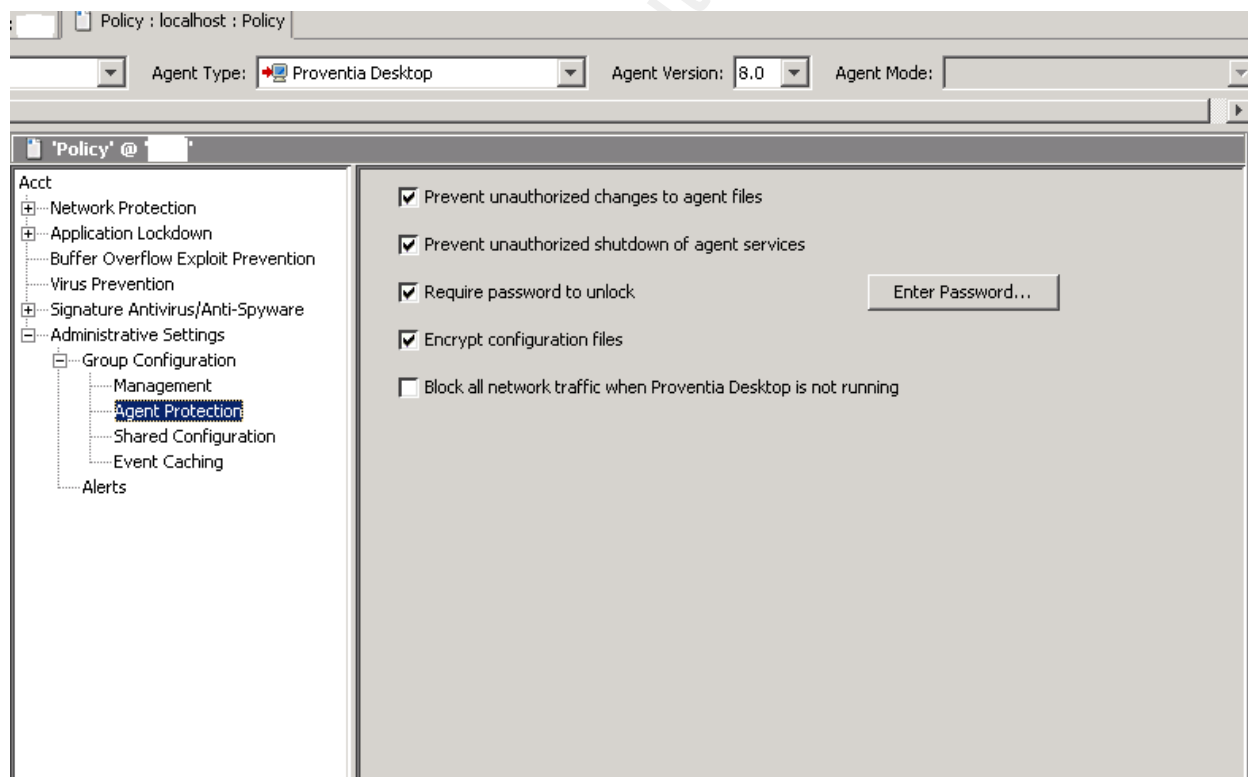 Policy : localhost : Policy
Agent Type: Proventia Desktop Agent Version: 8.0 Agent Mode:
'Policy' @ ' '
Acct
Network Protection
Application Lockdown
Buffer Overflow Exploit Prevention
Virus Prevention
Signature Antivirus/Anti-Spyware
Administrative Settings
Group Configuration
Management
Agent Protection
Shared Configuration
Event Caching
Alerts
Prevent unauthorized changes to agent files
Prevent unauthorized shutdown of agent services
Require password to unlock Enter Password...
Encrypt configuration files
Block all network traffic when Proventia Desktop is not running